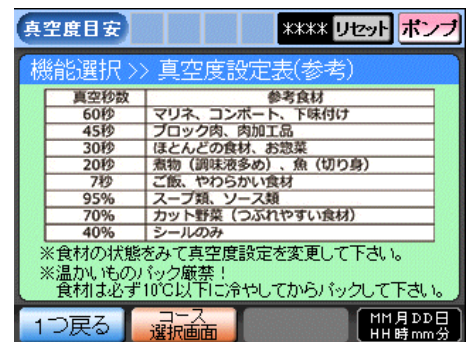 真空度目安 **** リセット ポンプ
機能選択 >> 真空度設定表(参考)
真空秒数 参考食材
60秒 マリネ、コンポート、下味付け
45秒 ブロック肉、肉加工品
30秒 ほとんどの食材、お惣菜
20秒 煮物（調味液多め）、魚（切り身）
7秒 ご飯、やわらかい食材
95% スープ類、ソース類
70% カット野菜（つぶれやすい食材）
40% シールのみ
※食材の状態をみて真空度設定を変更して下さい。
※温かいものパック厳禁！
食材は必ず10℃以下に冷やしてからパックして下さい。
1つ戻る コース選択画面 MM月DD日
HH時mm分